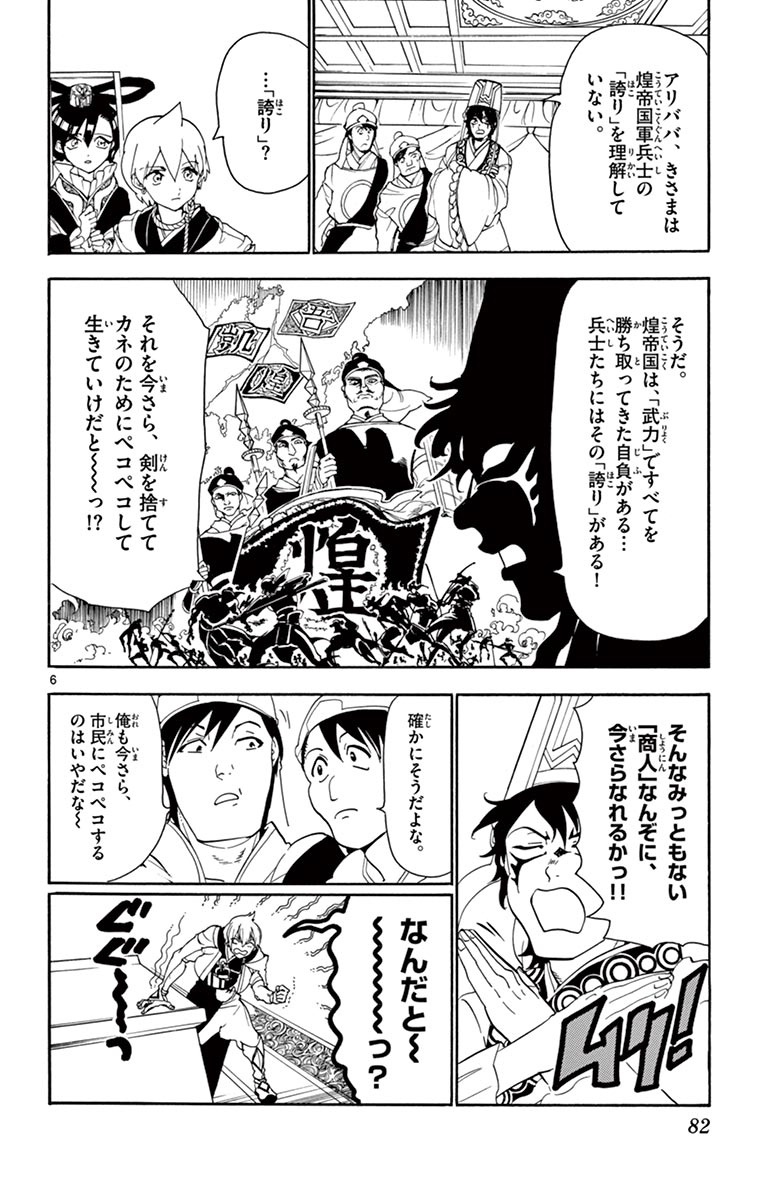 アリババ、きさまは
煌帝国軍兵士の
「誇り」を理解して
いない。
…「誇り」?
そうだ。
煌帝国は、「武力」ですべてを
勝ち取ってきた自負がある…
兵士たちにはその「誇り」がある!
それを今さら、剣を捨てて
カネのためにペコペコして
生きていけだと〜〜っ!?
凱
煌
煌
そんなみっともない
「商人」なんぞに、
今さらなれるかっ!!
ムリ!
確かにそうだよな。
俺も今さら、
市民にペコペコする
のはいやだな〜
なんだと〜
〜〜〜〜っ?
ぐぐ〜〜っ
6
82